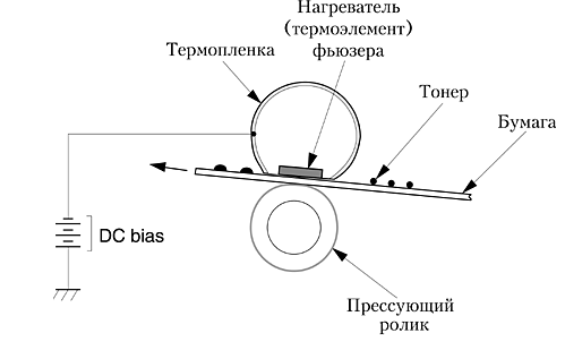 Нагреватель
(термоэлемент)
фьюзера
Термопленка
Тонер
Бумага
DC bias
Прессующий
ролик